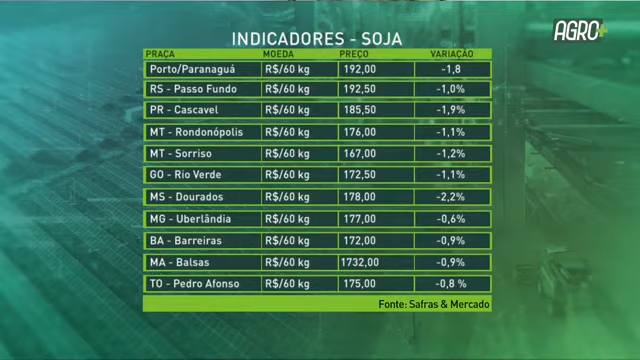 AGRO+
INDICADORES - SOJA
PRAÇA MOEDA PREÇO VARIAÇÃO
Porto/Paranaguá R$/60 kg 192,00 -1,8
RS - Passo Fundo R$/60 kg 192,50 -1,0%
PR - Cascavel R$/60 kg 185,50 -1,9%
MT - Rondonópolis R$/60 kg 176,00 -1,1%
MT - Sorriso R$/60 kg 167,00 -1,2%
GO - Rio Verde R$/60 kg 172,50 -1,1%
MS - Dourados R$/60 kg 178,00 -2,2%
MG - Uberlândia R$/60 kg 177,00 -0,6%
BA - Barreiras R$/60 kg 172,00 -0,9%
MA - Balsas R$/60 kg 1732,00 -0,9%
TO - Pedro Afonso R$/60 kg 175,00 -0,8 %
Fonte: Safras & Mercado